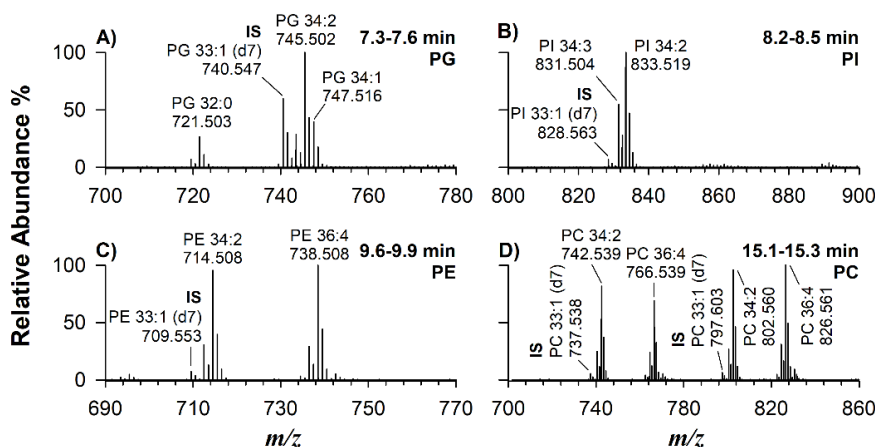 Relative Abundance %
A)
IS
PG 34:2
745.502
7.3-7.6 min
PG
PG 33:1 (d7)
740.547
PG 34:1
747.516
PG 32:0
721.503
100
50
0
700
720
740
760
780
B)
8.2-8.5 min
PI
PI 34:3
831.504
PI 34:2
833.519
IS
PI 33:1 (d7)
828.563
100
50
0
800
820
840
860
880
900
C)
PE 34:2
714.508
PE 36:4
738.508
9.6-9.9 min
PE
IS
PE 33:1 (d7)
709.553
100
50
0
690
710
730
750
770
m/z
D)
PC 34:2
742.539
PC 36:4
766.539
15.1-15.3 min
PC
IS
PC 33:1 (d7)
737.538
IS
PC 33:1 (d7)
797.603
PC 34:2
802.560
PC 36:4
826.561
100
50
0
700
740
780
820
860
m/z